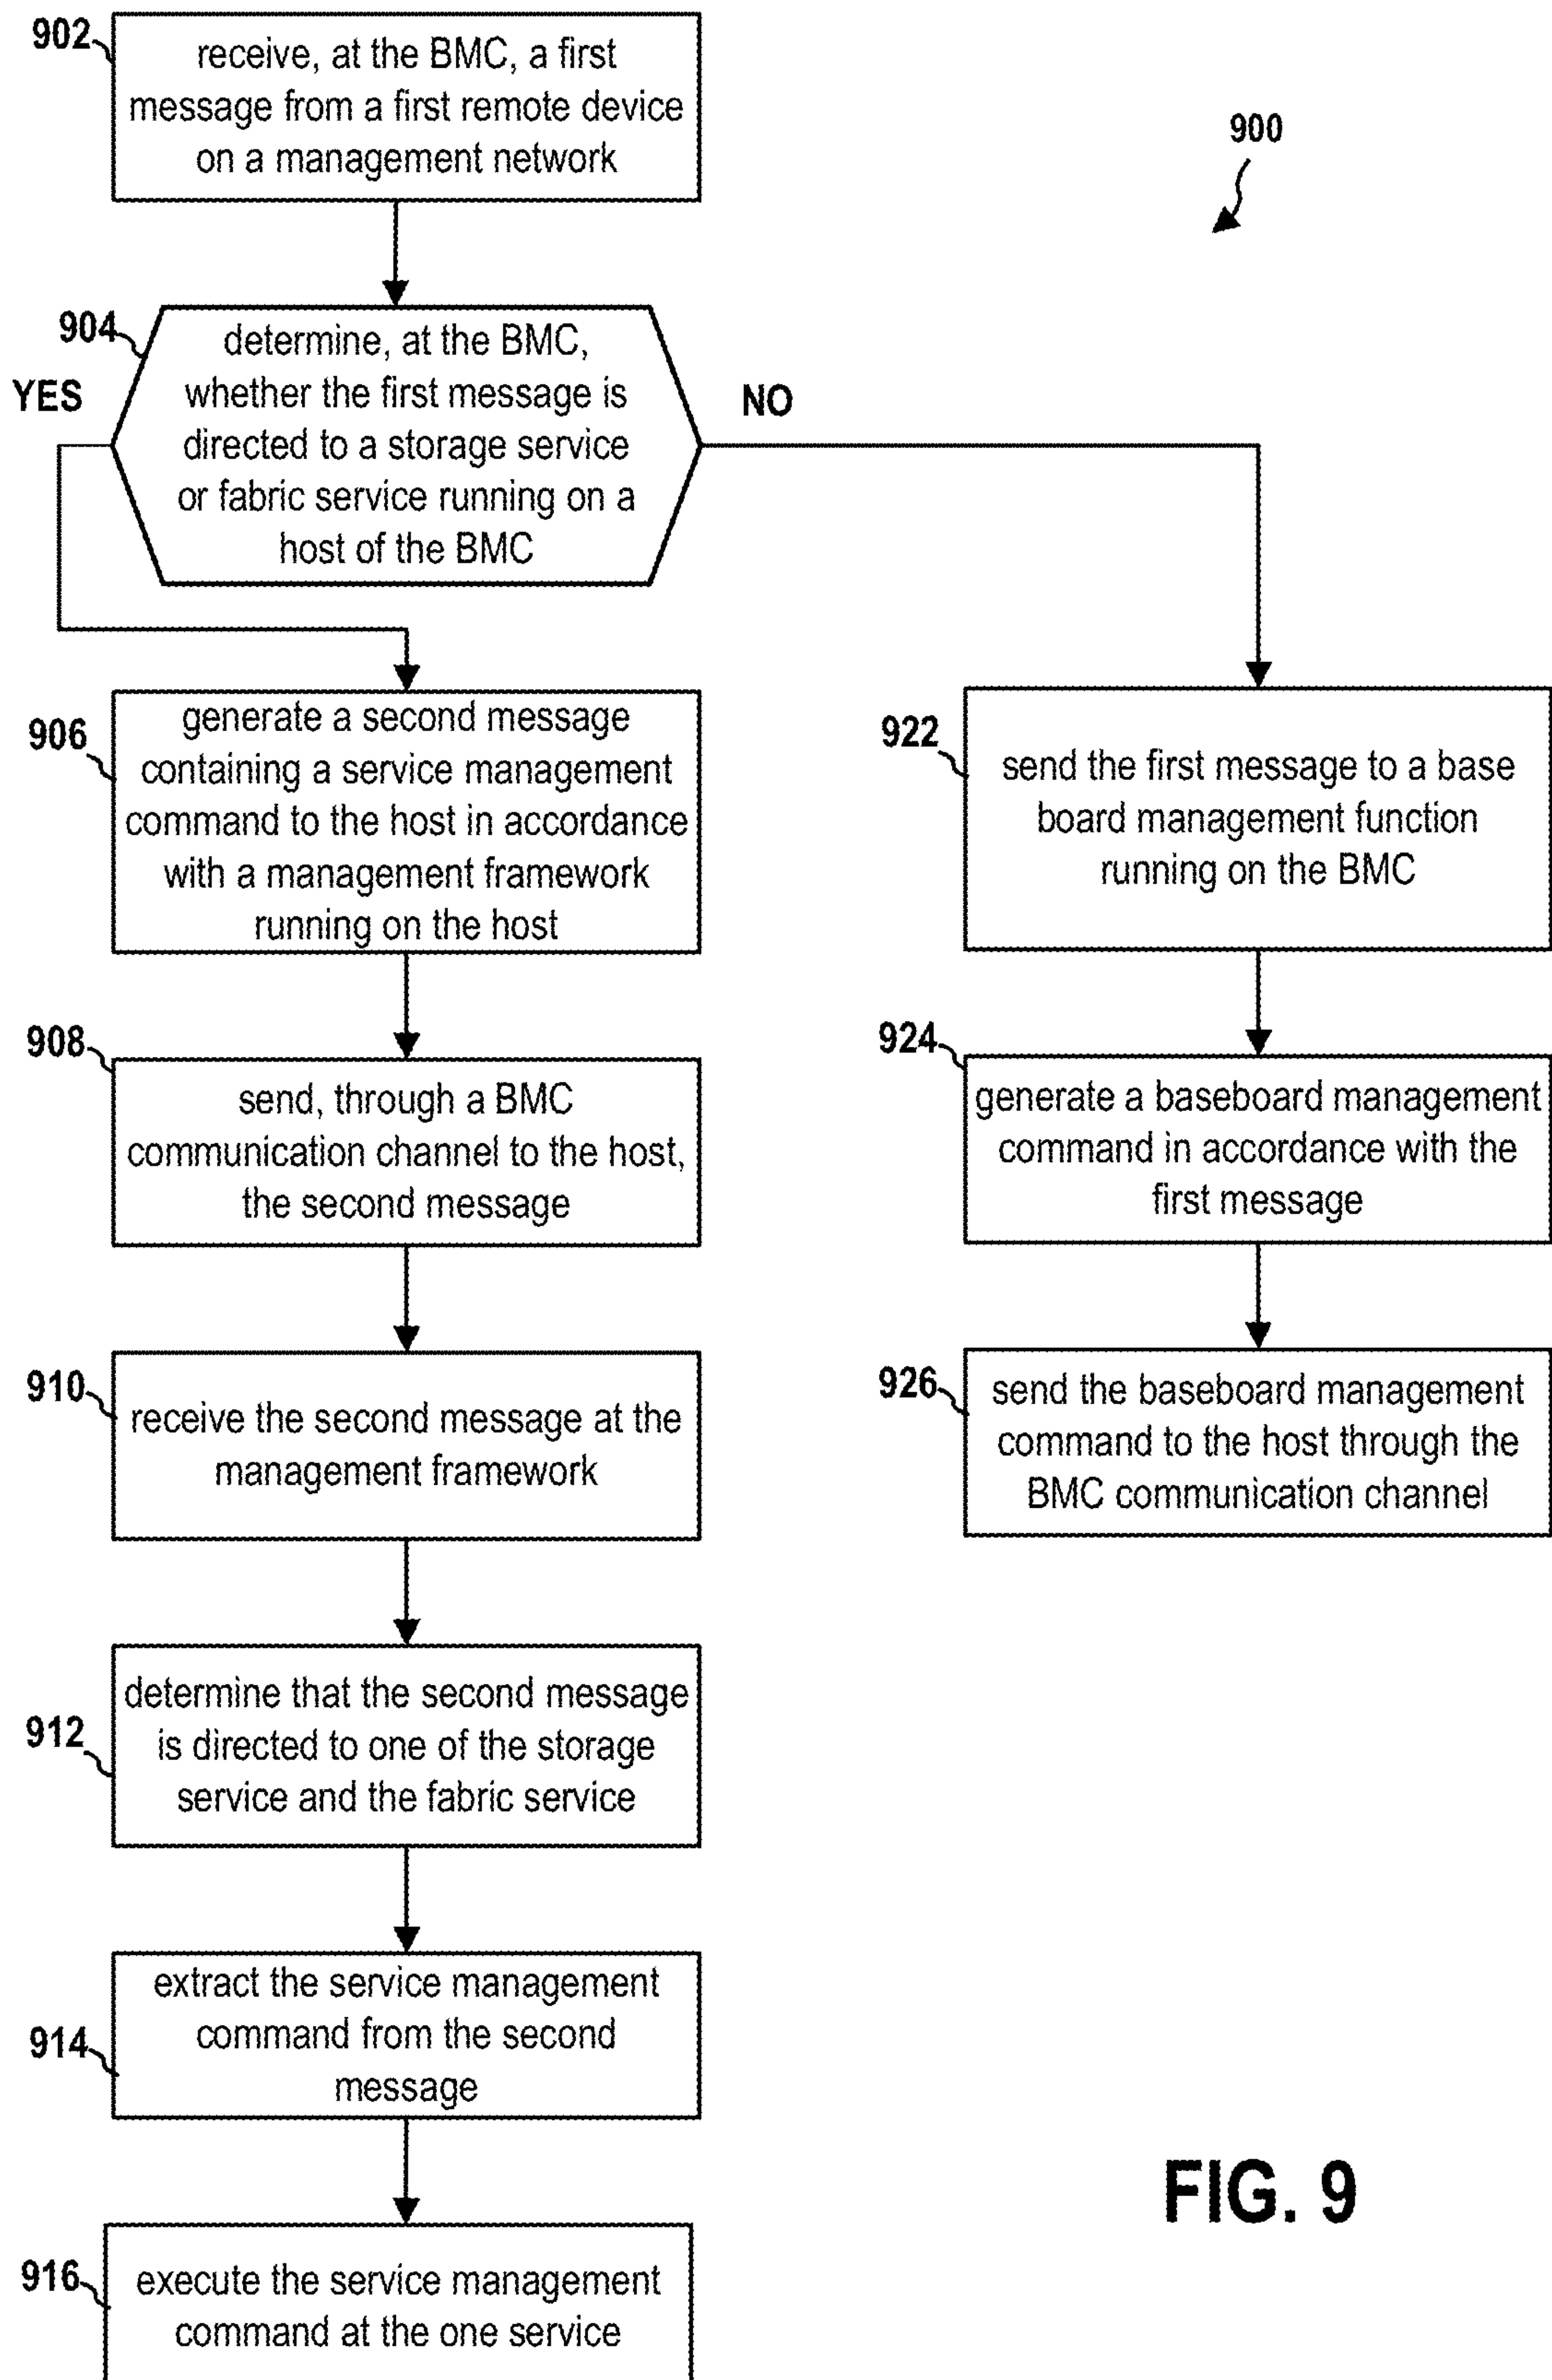 902
receive, at the BMC, a first
message from a first remote device
on a management network
900
904
determine, at the BMC,
whether the first message is
directed to a storage service
or fabric service running on a
host of the BMC
YES
NO
906
generate a second message
containing a service management
command to the host in accordance
with a management framework
running on the host
922
send the first message to a base
board management function
running on the BMC
908
send, through a BMC
communication channel to the host,
the second message
924
generate a baseboard management
command in accordance with the
first message
910
receive the second message at the
management framework
926
send the baseboard management
command to the host through the
BMC communication channel
912
determine that the second message
is directed to one of the storage
service and the fabric service
914
extract the service management
command from the second
message
916
execute the service management
command at the one service
FIG. 9